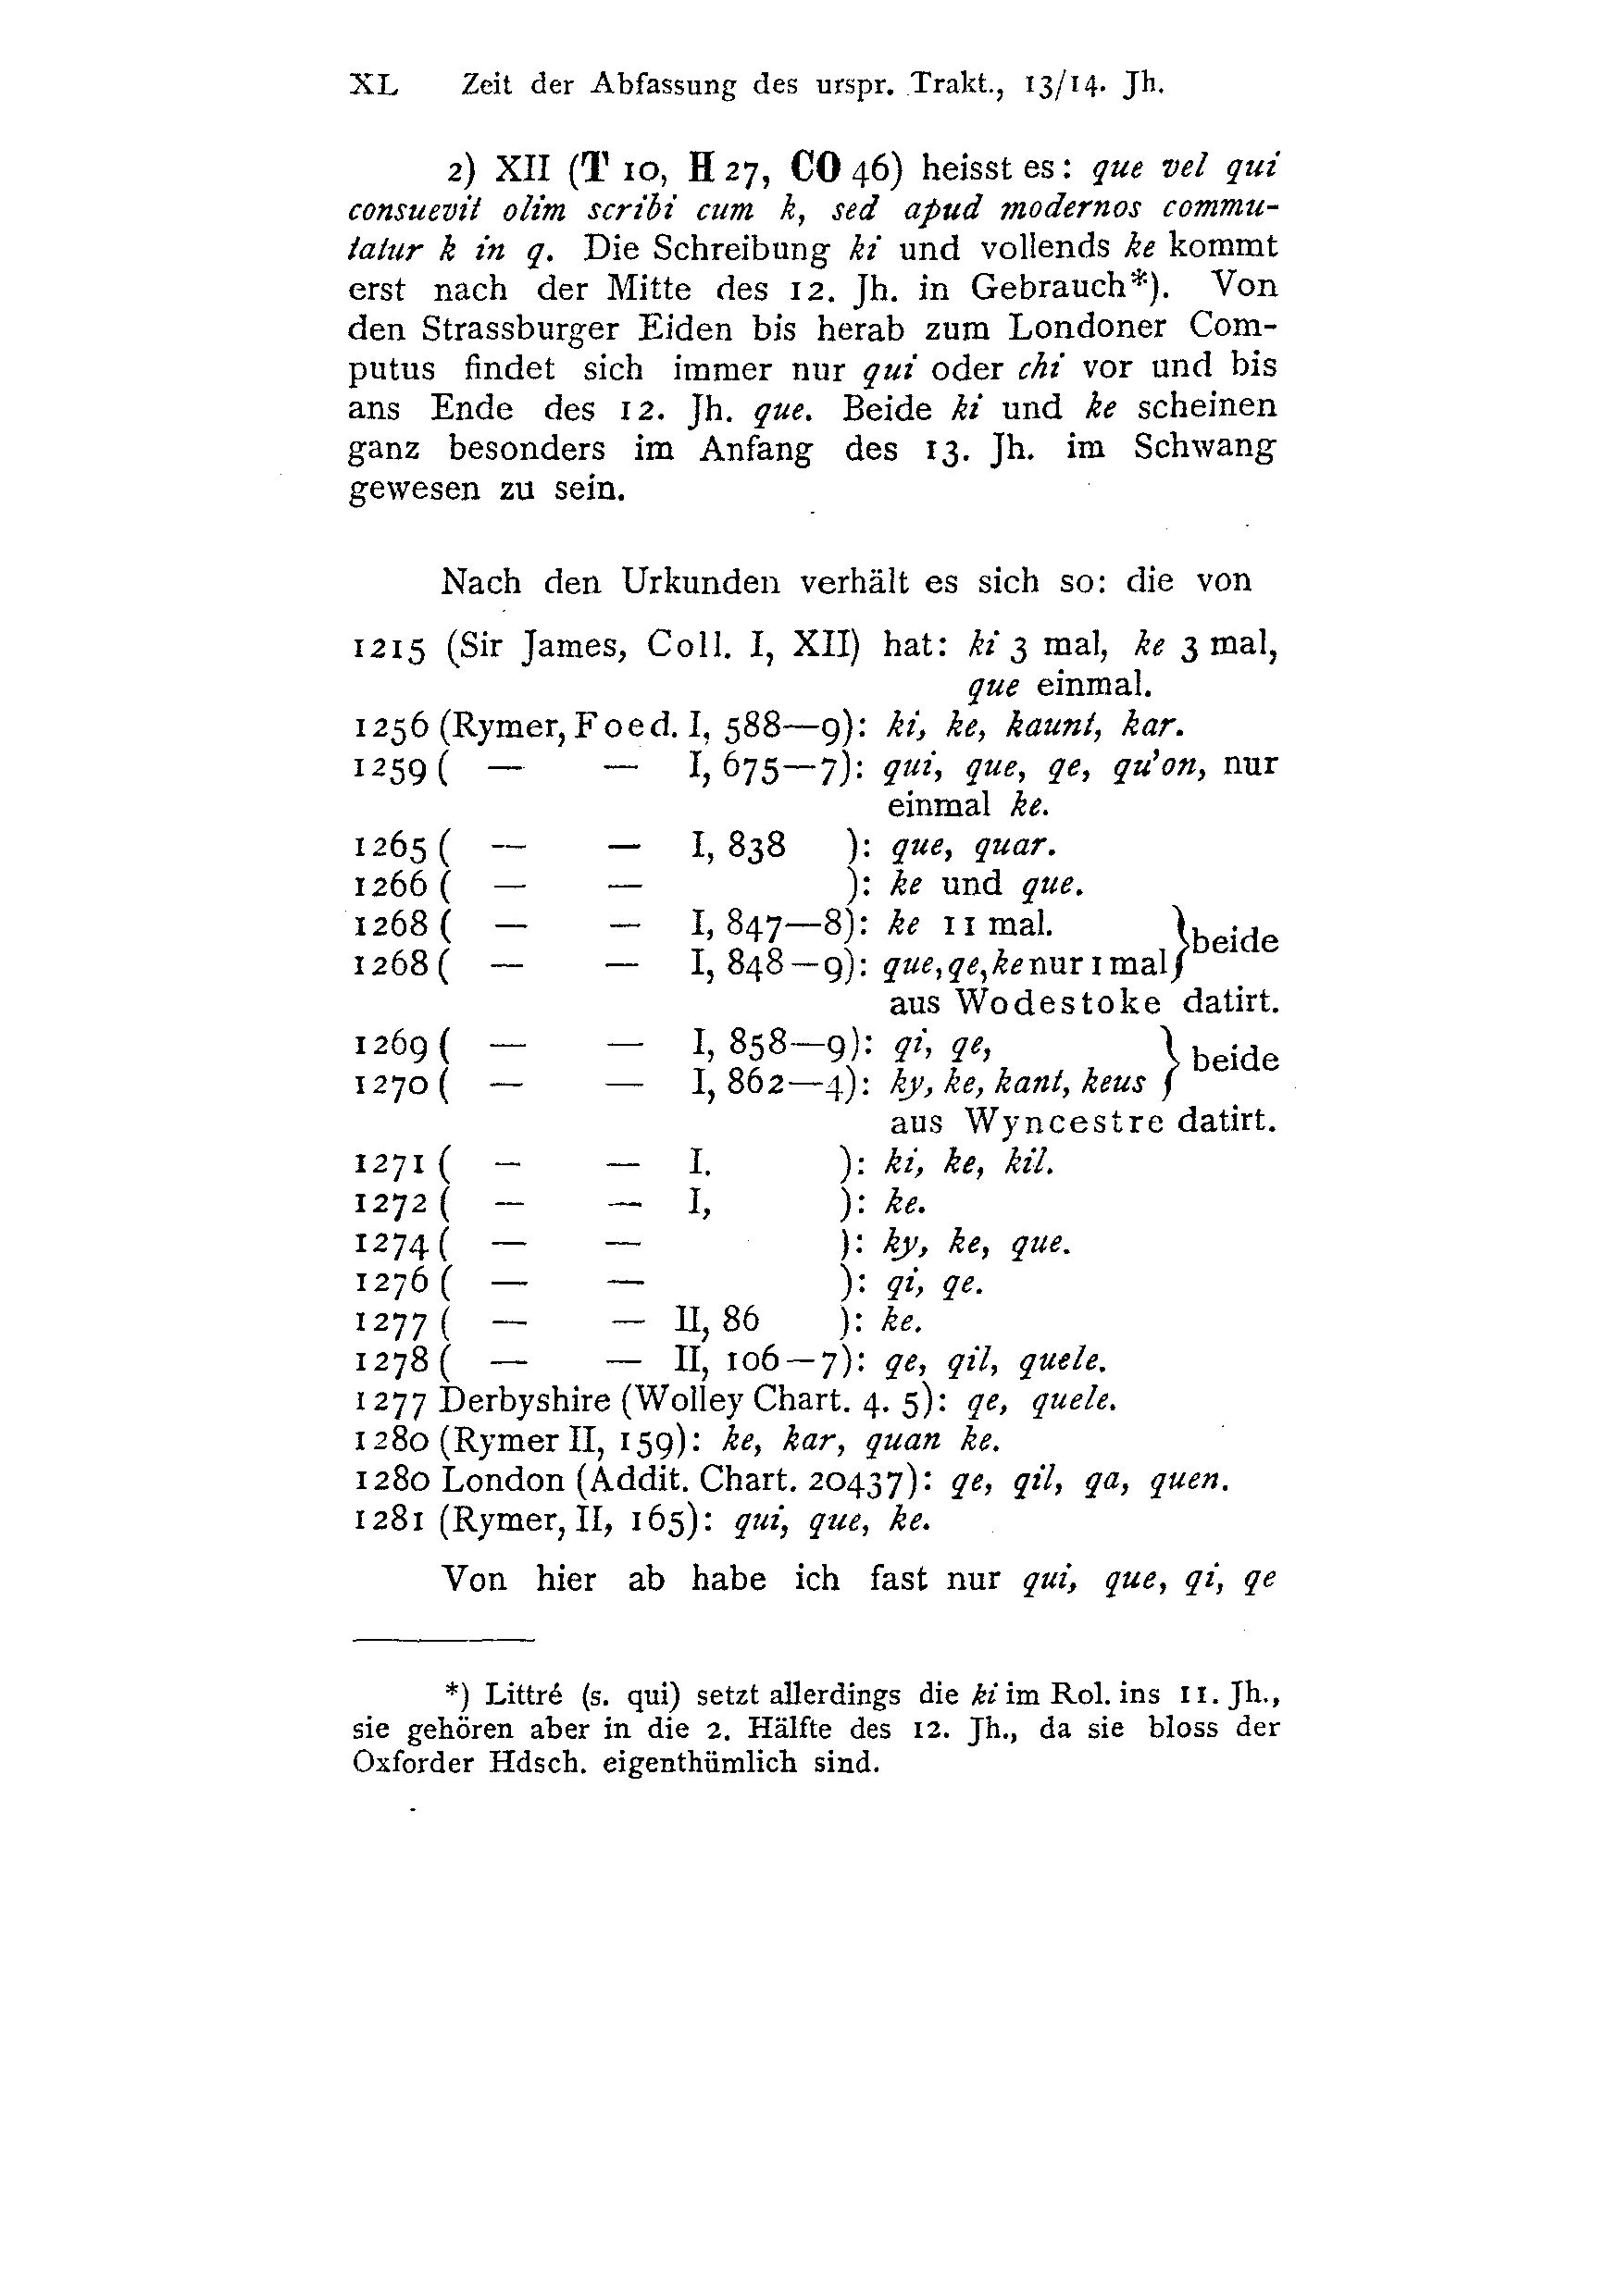 XL Zeit der Abfassung des urspr. Trakt., 13/14. Jh.
2) XII (T 10, H 27, CO 46) heisst es: que vel qui
consuevit olim scribi cum k, sed apud modernos commu-
tatur k in q. Die Schreibung ki und vollends ke kommt
erst nach der Mitte des 12. Jh. in Gebrauch*). Von
den Strassburger Eiden bis herab zum Londoner Com-
putus findet sich immer nur qui oder chi vor und bis
ans Ende des 12. Jh. que. Beide ki und ke scheinen
ganz besonders im Anfang des 13. Jh. im Schwang
gewesen zu sein.
Nach den Urkunden verhält es sich so: die von
1215 (Sir James, Coll. I, XII) hat: ki 3 mal, ke 3 mal,
que einmal.
1256 (Rymer, Foed. I, 588—9): ki, ke, kaunt, kar.
1259 ( — — I, 675—7): qui, que, qe, qu'on, nur
einmal ke.
1265 ( — — I, 838 ): que, quar.
1266 ( — — ): ke und que.
1268 ( — — I, 847—8): ke 11 mal. } beide
1268 ( — — I, 848—9): que, qe, ke nur 1 mal
aus Wodestoke datirt.
1269 ( — — I, 858—9): qi, qe, } beide
1270 ( — — I, 862—4): ky, ke, kant, keus
aus Wyncestre datirt.
1271 ( — — I. ): ki, ke, kil.
1272 ( — — I, ): ke.
1274 ( — — ): ky, ke, que.
1276 ( — — ): qi, qe.
1277 ( — — II, 86 ): ke.
1278 ( — — II, 106—7): qe, qil, quele.
1277 Derbyshire (Wolley Chart. 4. 5): qe, quele.
1280 (Rymer II, 159): ke, kar, quan ke.
1280 London (Addit. Chart. 20437): qe, qil, qa, quen.
1281 (Rymer, II, 165): qui, que, ke.
Von hier ab habe ich fast nur qui, que, qi, qe
*) Littré (s. qui) setzt allerdings die ki im Rol. ins 11. Jh.,
sie gehören aber in die 2. Hälfte des 12. Jh., da sie bloss der
Oxforder Hdsch. eigenthümlich sind.